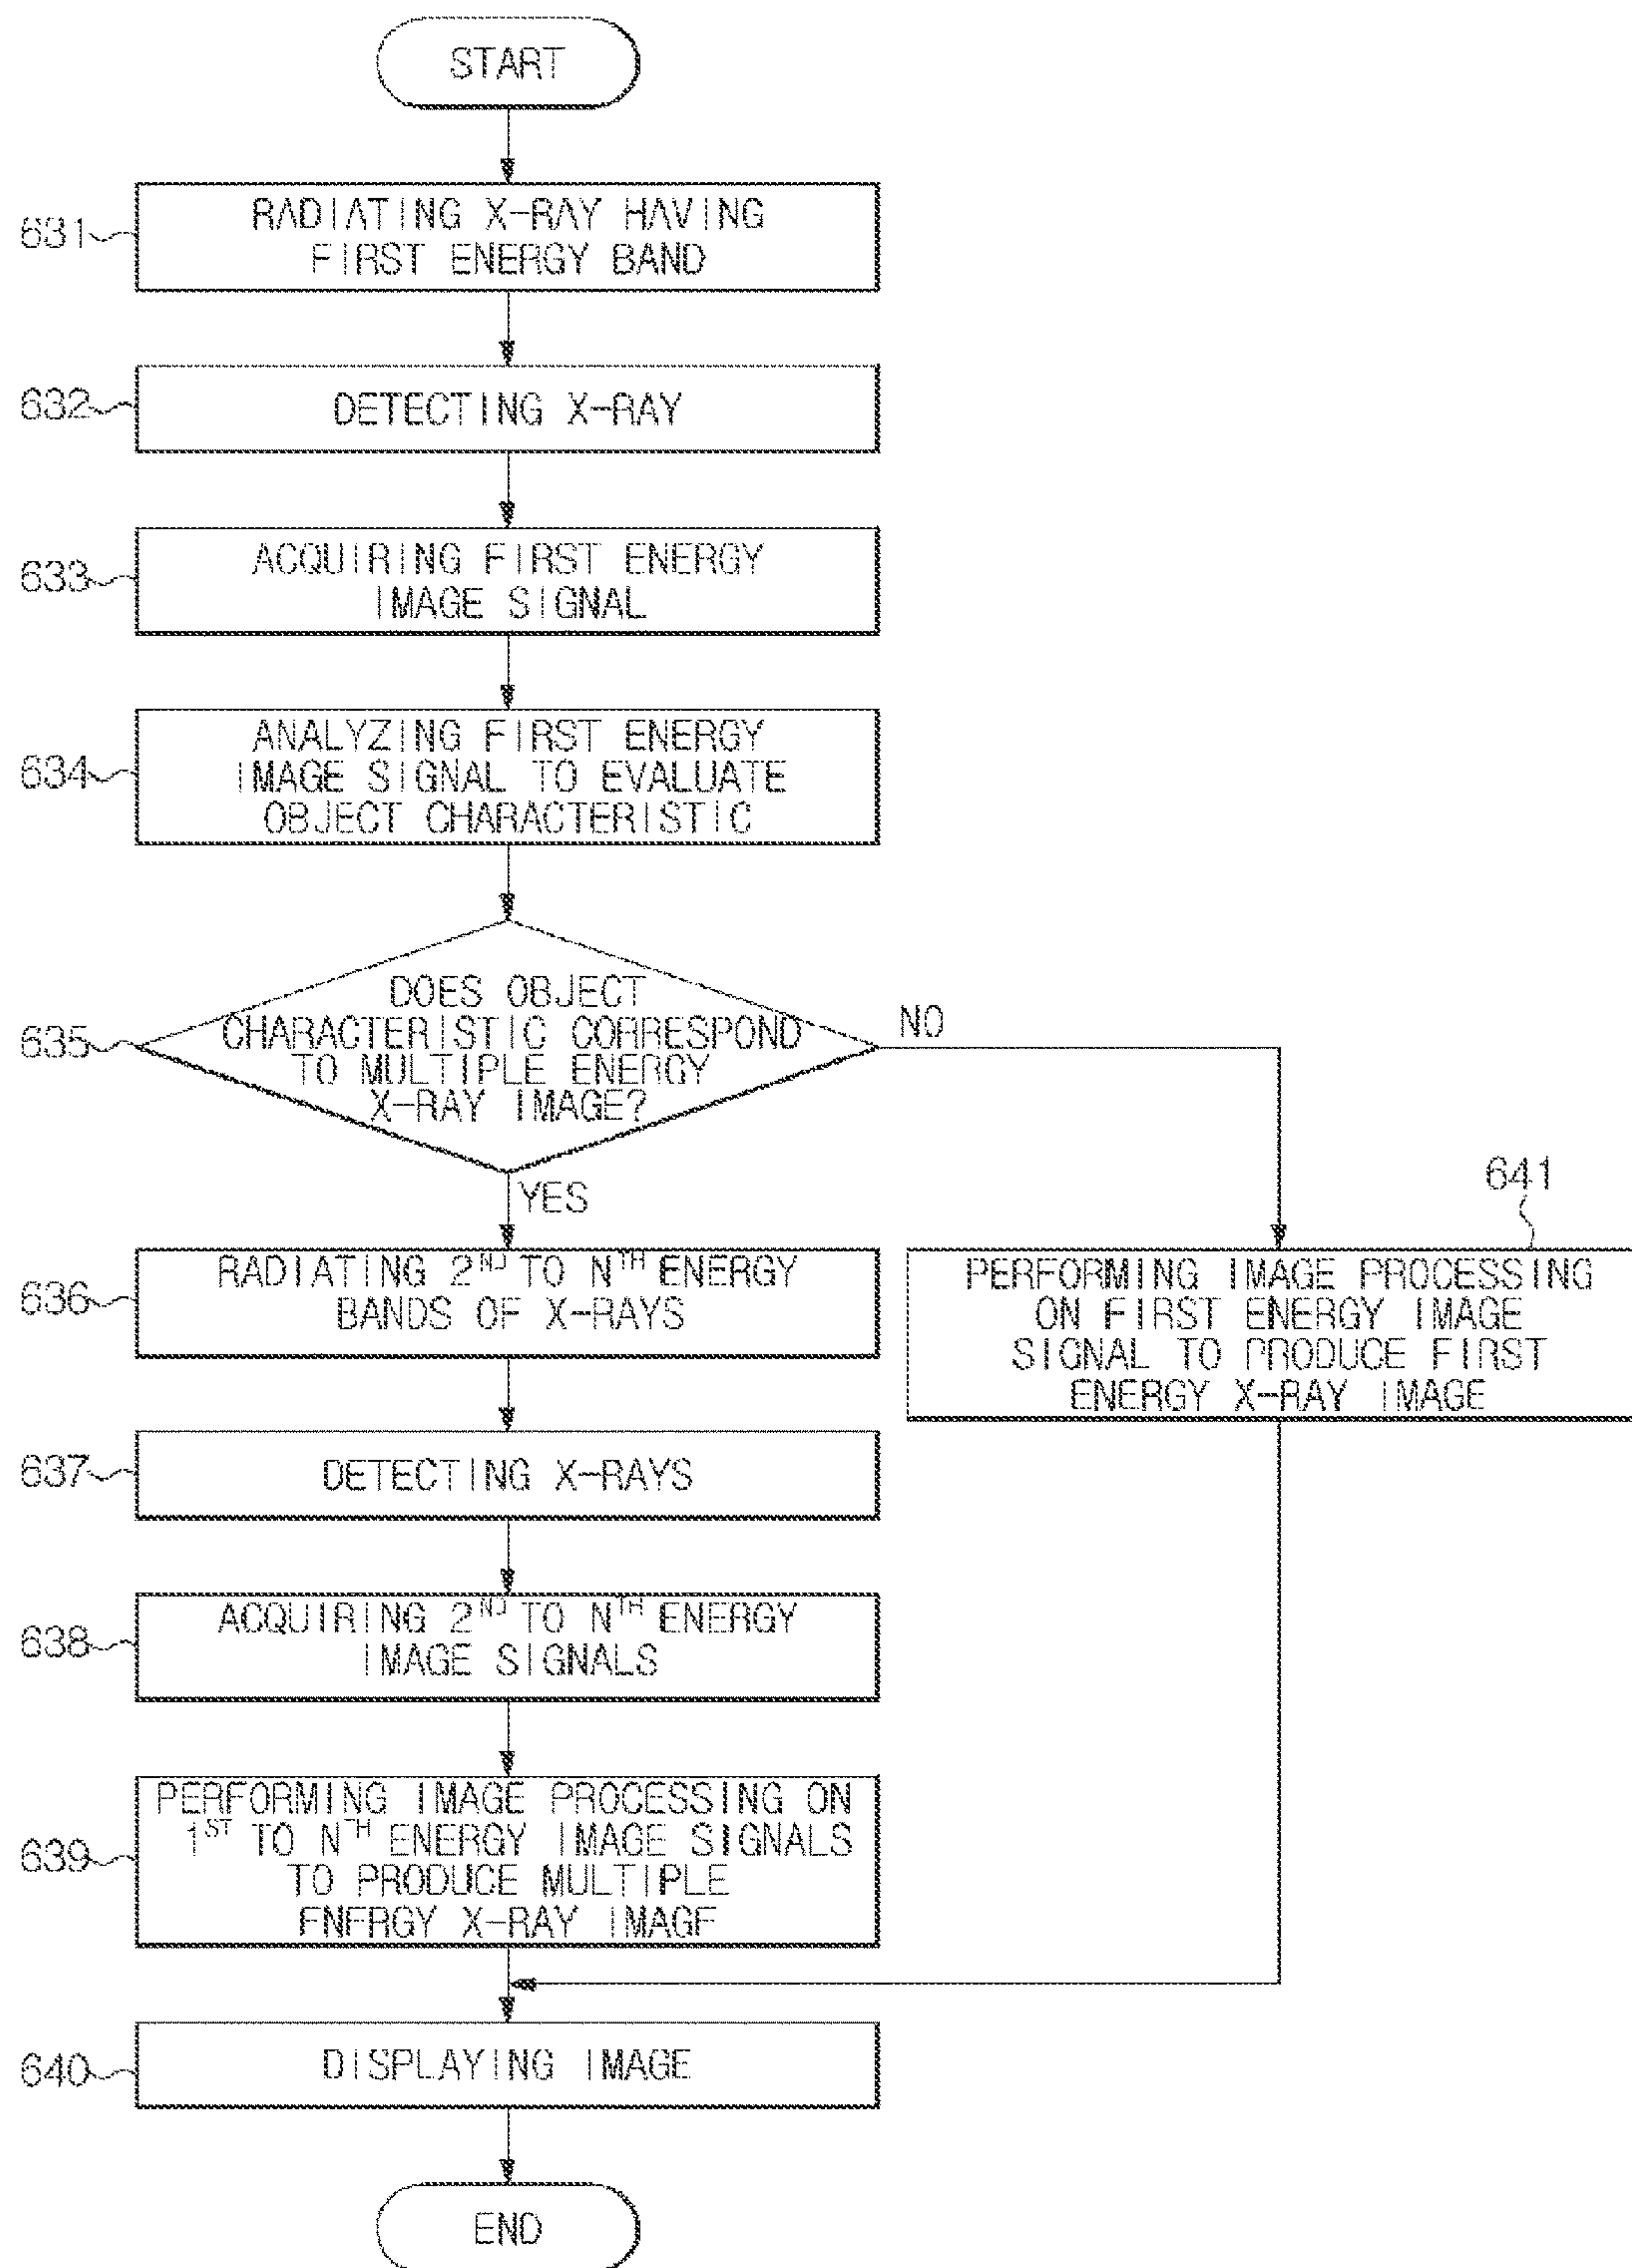 START
631
RADIATING X-RAY HAVING
FIRST ENERGY BAND
632
DETECTING X-RAY
633
ACQUIRING FIRST ENERGY
IMAGE SIGNAL
634
ANALYZING FIRST ENERGY
IMAGE SIGNAL TO EVALUATE
OBJECT CHARACTERISTIC
635
DOES OBJECT
CHARACTERISTIC CORRESPOND
TO MULTIPLE ENERGY
X-RAY IMAGE?
NO
YES
636
RADIATING 2ND TO NTH ENERGY
BANDS OF X-RAYS
641
PERFORMING IMAGE PROCESSING
ON FIRST ENERGY IMAGE
SIGNAL TO PRODUCE FIRST
ENERGY X-RAY IMAGE
637
DETECTING X-RAYS
638
ACQUIRING 2ND TO NTH ENERGY
IMAGE SIGNALS
639
PERFORMING IMAGE PROCESSING ON
1ST TO NTH ENERGY IMAGE SIGNALS
TO PRODUCE MULTIPLE
ENERGY X-RAY IMAGE
640
DISPLAYING IMAGE
END